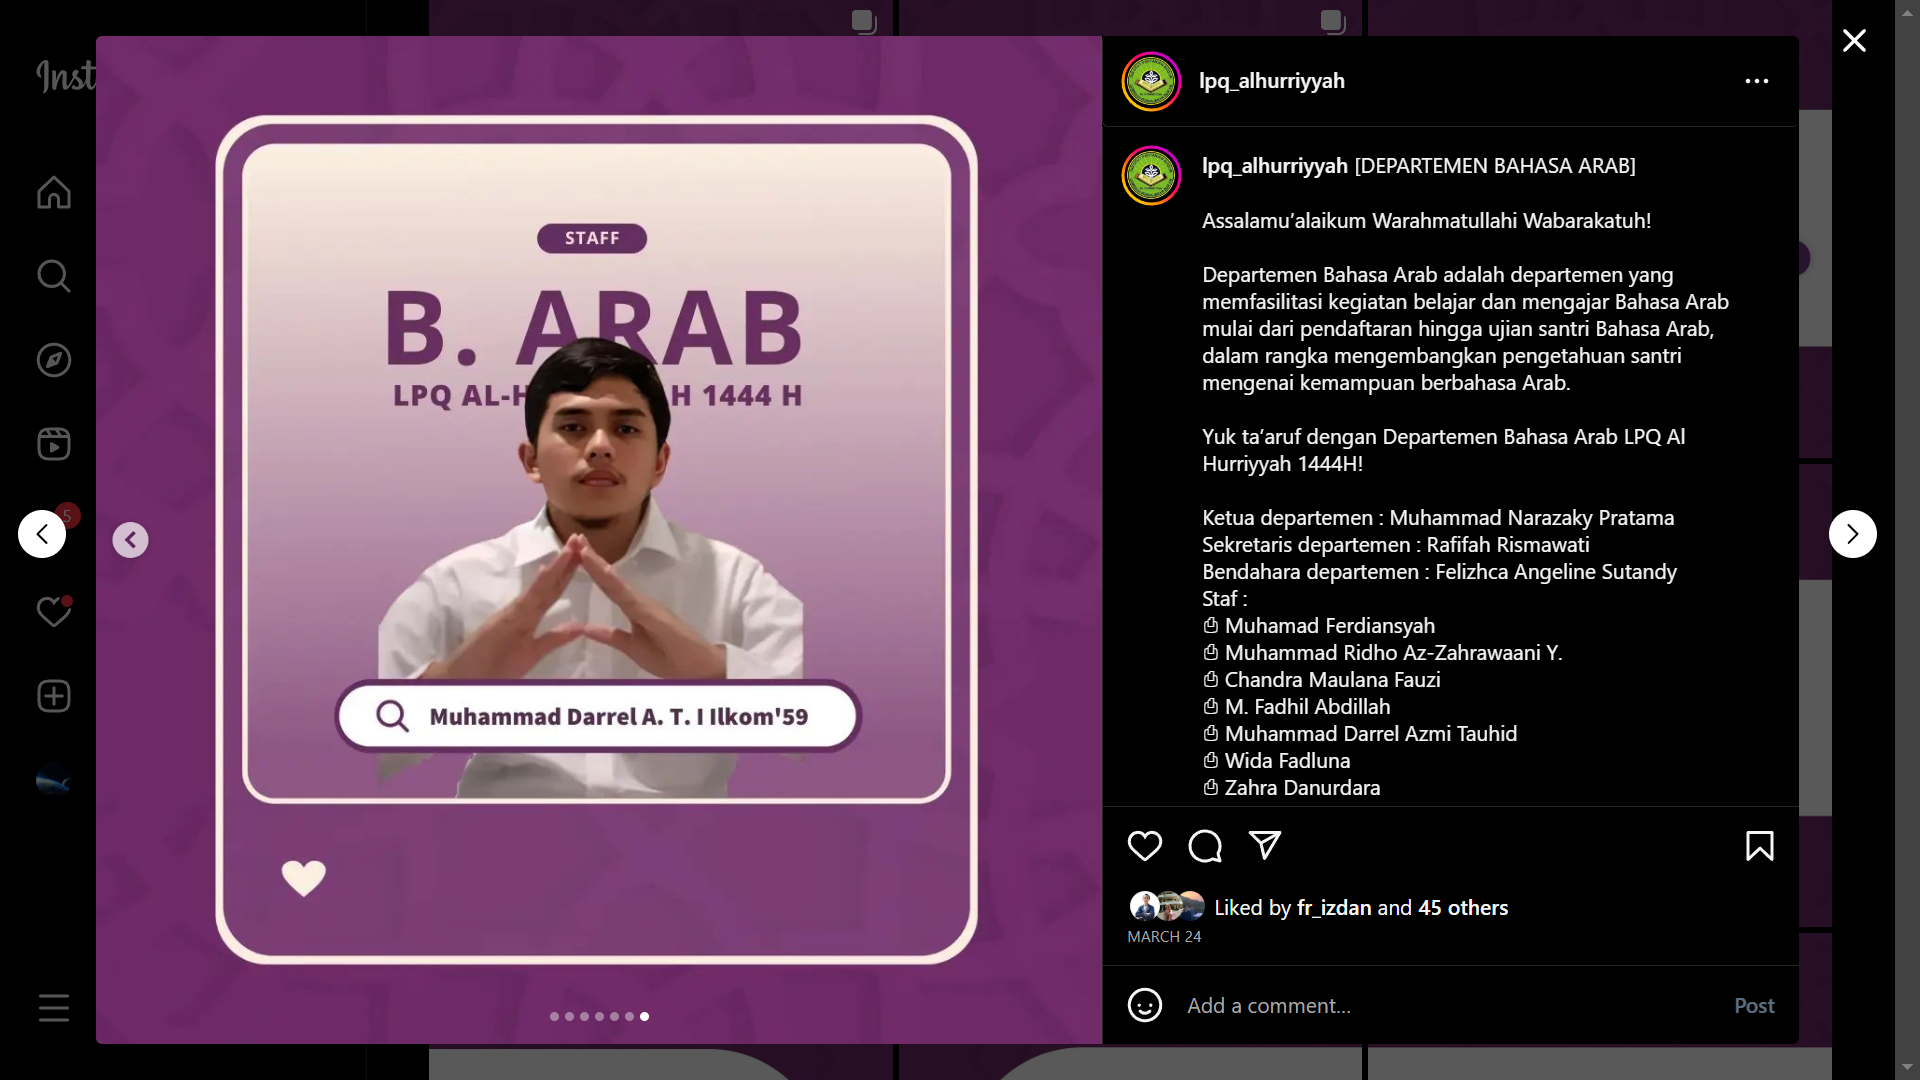 Inst
STAFF
B. ARAB
LPQ AL-H H 1444 H
Muhammad Darrel A. T. I Ilkom'59
5
lpq_alhurriyyah
lpq_alhurriyyah [DEPARTEMEN BAHASA ARAB]
Assalamu’alaikum Warahmatullahi Wabarakatuh!
Departemen Bahasa Arab adalah departemen yang
memfasilitasi kegiatan belajar dan mengajar Bahasa Arab
mulai dari pendaftaran hingga ujian santri Bahasa Arab,
dalam rangka mengembangkan pengetahuan santri
mengenai kemampuan berbahasa Arab.
Yuk ta’aruf dengan Departemen Bahasa Arab LPQ Al
Hurriyyah 1444H!
Ketua departemen : Muhammad Narazaky Pratama
Sekretaris departemen : Rafifah Rismawati
Bendahara departemen : Felizhca Angeline Sutandy
Staf :
Muhamad Ferdiansyah
Muhammad Ridho Az-Zahrawaani Y.
Chandra Maulana Fauzi
M. Fadhil Abdillah
Muhammad Darrel Azmi Tauhid
Wida Fadluna
Zahra Danurdara
Liked by fr_izdan and 45 others
MARCH 24
Add a comment...
Post